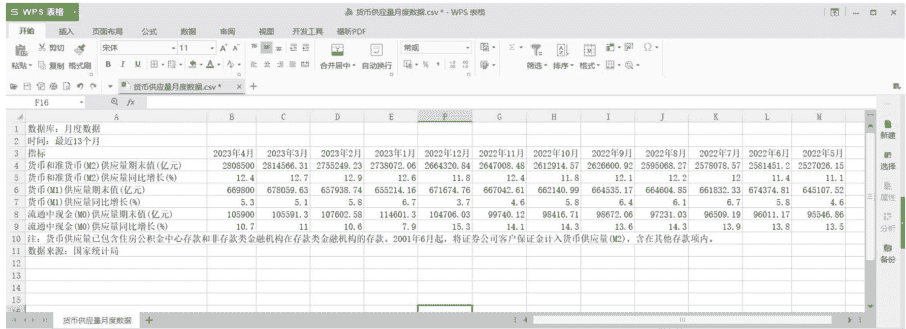 S WPS 表格
货币供应量月度数据.csv * - WPS 表格
开始 插入 页面布局 公式 数据 审阅 视图 开发工具 福昕PDF
粘贴 剪切 复制 格式刷 宋体 11 B I U 合并居中 自动换行 常规 筛选 排序 格式
货币供应量月度数据.csv * × +
F16 fx
A B C D E F G H I J K L M
1 数据库：月度数据
2 时间：最近13个月
3 指标 2023年4月 2023年3月 2023年2月 2023年1月 2022年12月 2022年11月 2022年10月 2022年9月 2022年8月 2022年7月 2022年6月 2022年5月
4 货币和准货币(M2)供应量期末值(亿元) 2808500 2814566.31 2755249.23 2738072.06 2664320.84 2647008.48 2612914.57 2626600.92 2595068.27 2578078.57 2581451.2 2527026.15
5 货币和准货币(M2)供应量同比增长(%) 12.4 12.7 12.9 12.6 11.8 12.4 11.8 12.1 12.2 12 11.4 11.1
6 货币(M1)供应量期末值(亿元) 669800 678059.63 657938.74 655214.16 671674.76 667042.61 662140.99 664535.17 664604.85 661832.33 674374.81 645107.52
7 货币(M1)供应量同比增长(%) 5.3 5.1 5.8 6.7 3.7 4.6 5.8 6.4 6.1 6.7 5.8 4.6
8 流通中现金(M0)供应量期末值(亿元) 105900 105591.3 107602.58 114601.3 104706.03 99740.12 98416.71 98672.06 97231.03 96509.19 96011.17 95546.86
9 流通中现金(M0)供应量同比增长(%) 10.7 11 10.6 7.9 15.3 14.1 14.3 13.6 14.3 13.9 13.8 13.5
10 注：货币供应量已包含住房公积金中心存款和非存款类金融机构在存款类金融机构的存款。2001年6月起，将证券公司客户保证金计入货币供应量(M2)，含在其他存款项内。
11 数据来源：国家统计局
12
13
14
15
新建
选择
属性
分析
备份
货币供应量月度数据 +